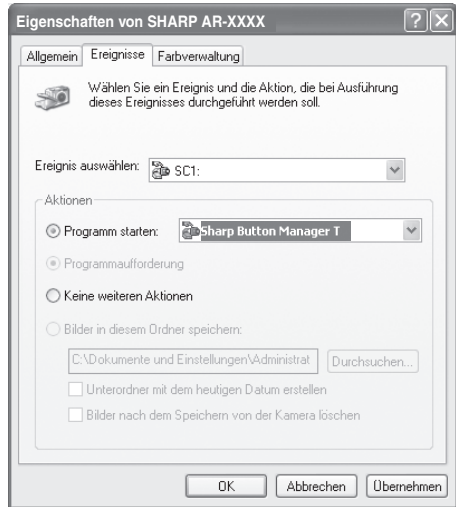 Eigenschaften von SHARP AR-XXXX
Allgemein Ereignisse Farbverwaltung
Wählen Sie ein Ereignis und die Aktion, die bei Ausführung
dieses Ereignisses durchgeführt werden soll.
Ereignis auswählen: SC1:
Aktionen
Programm starten: Sharp Button Manager T
Programmaufforderung
Keine weiteren Aktionen
Bilder in diesem Ordner speichern:
C:\Dokumente und Einstellungen\Administrat Durchsuchen...
Unterordner mit dem heutigen Datum erstellen
Bilder nach dem Speichern von der Kamera löschen
OK Abbrechen Übernehmen